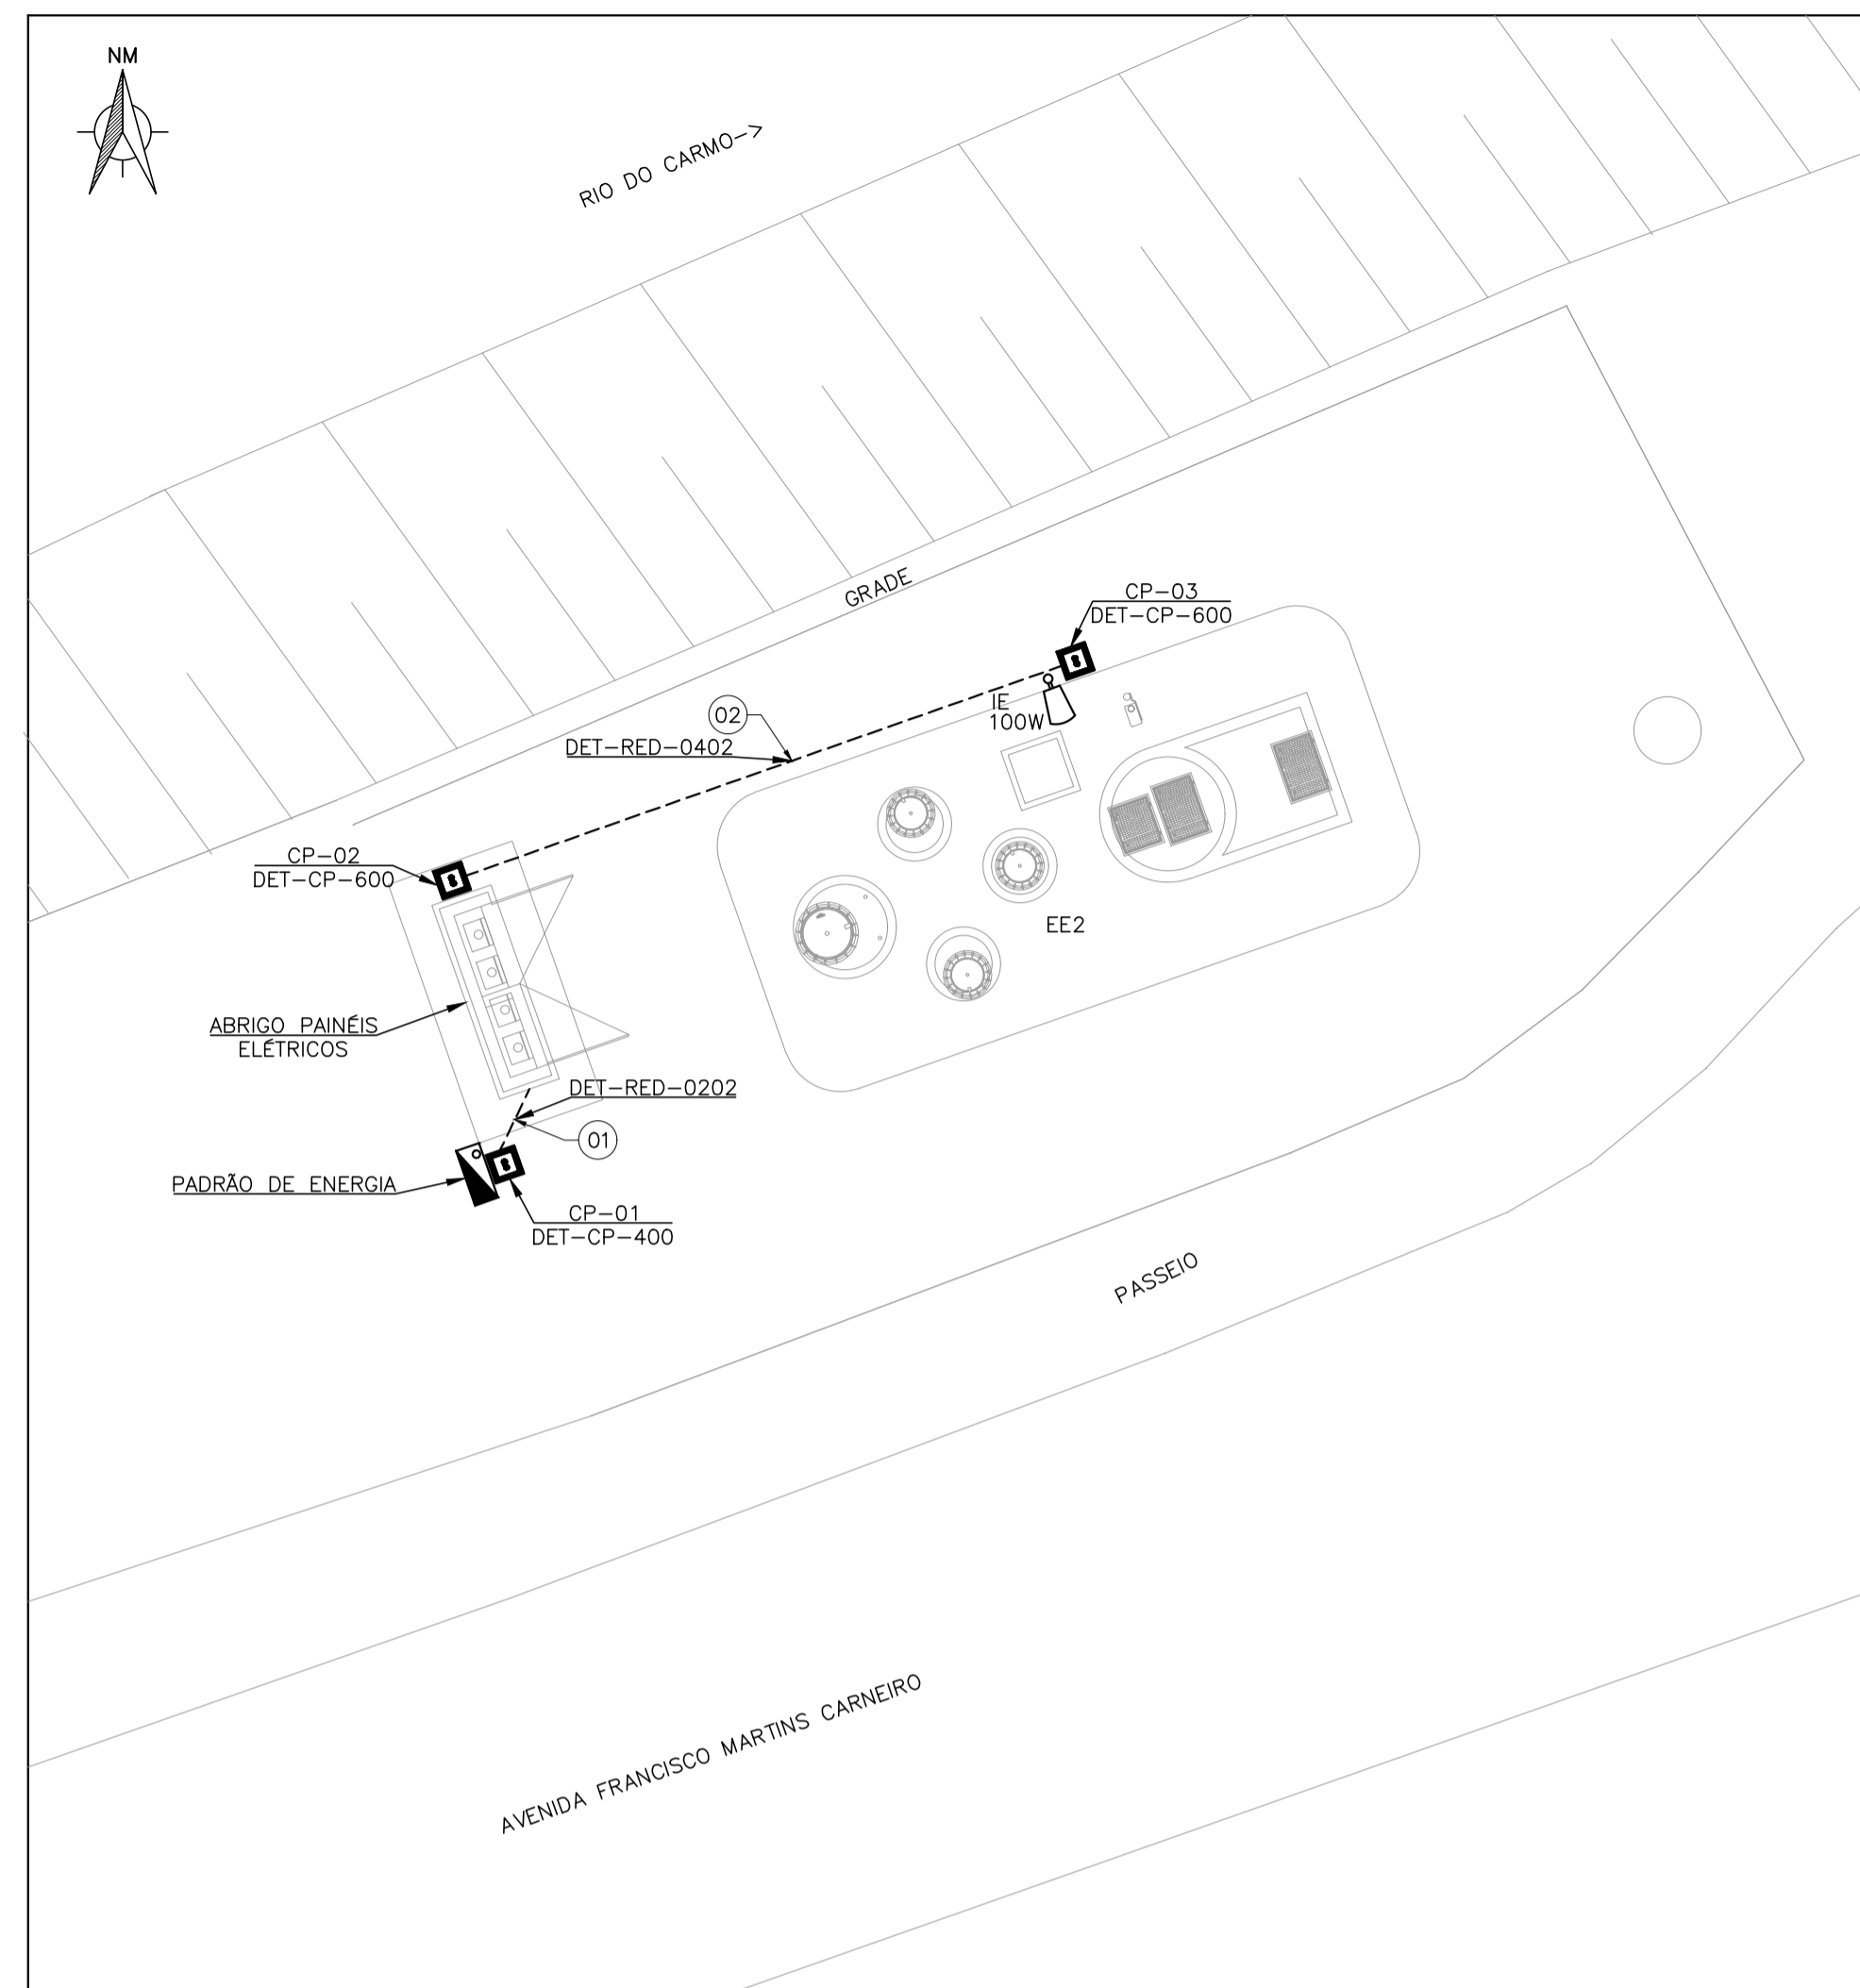 NM
RIO DO CARMO->
GRADE
CP-03
DET-CP-600
IE
100W
02
DET-RED-0402
CP-02
DET-CP-600
EE2
ABRIGO PAINÉIS
ELÉTRICOS
DET-RED-0202
01
PADRÃO DE ENERGIA
CP-01
DET-CP-400
PASSEIO
AVENIDA FRANCISCO MARTINS CARNEIRO